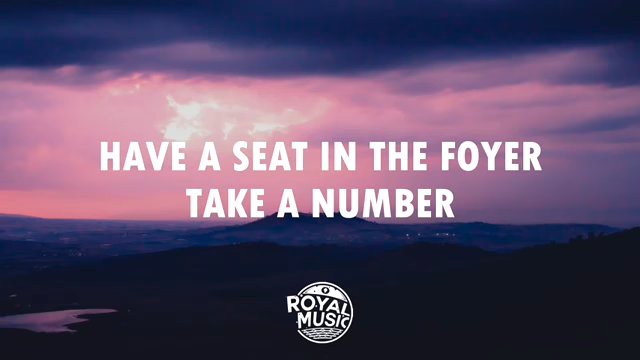 HAVE A SEAT IN THE FOYER
TAKE A NUMBER
ROYAL
MUSIC